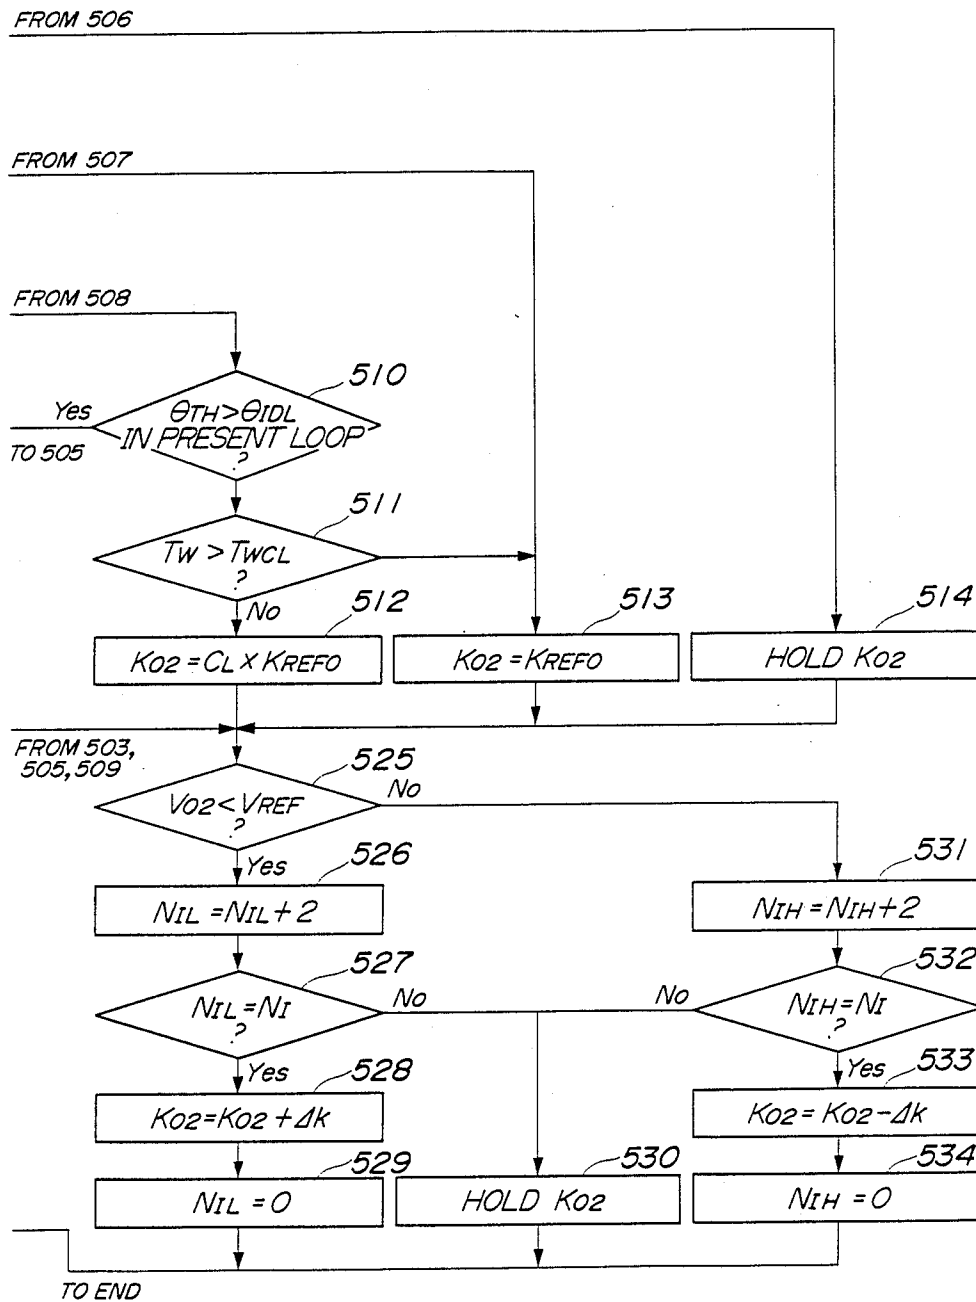 FROM 506
FROM 507
FROM 508
510
Yes
ΘTH>ΘIDL
IN PRESENT LOOP
?
TO 505
511
TW > TWCL
?
No
512
513
514
KO2 = CL x KREFO
KO2 = KREFO
HOLD KO2
FROM 503,
505, 509
525
No
VO2 < VREF
?
Yes
526
531
NIL = NIL + 2
NIH = NIH + 2
527
532
NIL = NI
?
No
No
NIH = NI
?
Yes
528
Yes
533
KO2 = KO2 + Δk
KO2 = KO2 - Δk
529
530
534
NIL = 0
HOLD KO2
NIH = 0
TO END